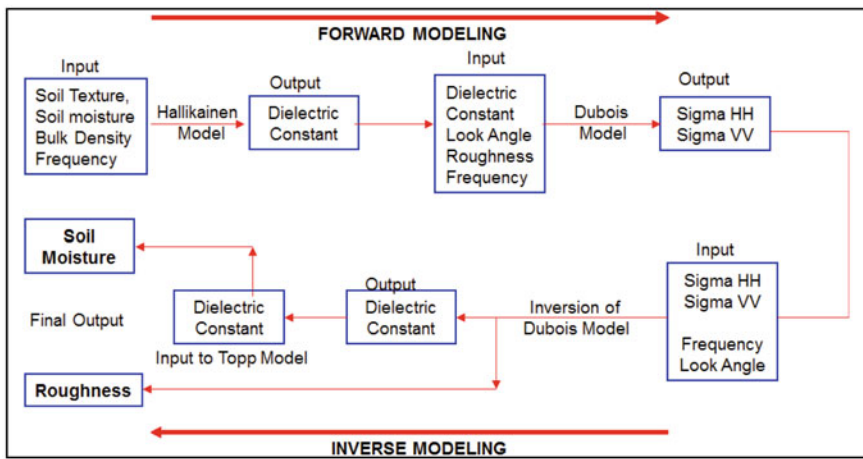 FORWARD MODELING
Input
Soil Texture,
Soil moisture
Bulk Density
Frequency
Hallikainen
Model
Output
Dielectric
Constant
Input
Dielectric
Constant
Look Angle
Roughness
Frequency
Dubois
Model
Output
Sigma HH
Sigma VV
Input
Sigma HH
Sigma VV
Frequency
Look Angle
Inversion of
Dubois Model
Output
Dielectric
Constant
Dielectric
Constant
Input to Topp Model
Soil
Moisture
Final Output
Roughness
INVERSE MODELING